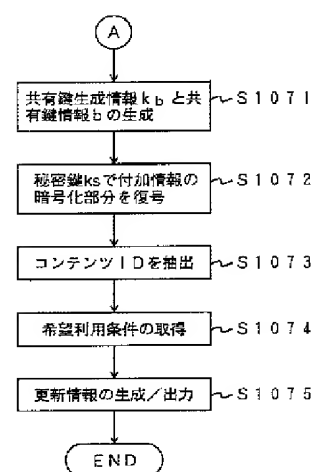 A
共有鍵生成情報kbと共
有鍵情報bの生成
S1071
秘密鍵ksで付加情報の
暗号化部分を復号
S1072
コンテンツIDを抽出
S1073
希望利用条件の取得
S1074
更新情報の生成/出力
S1075
END